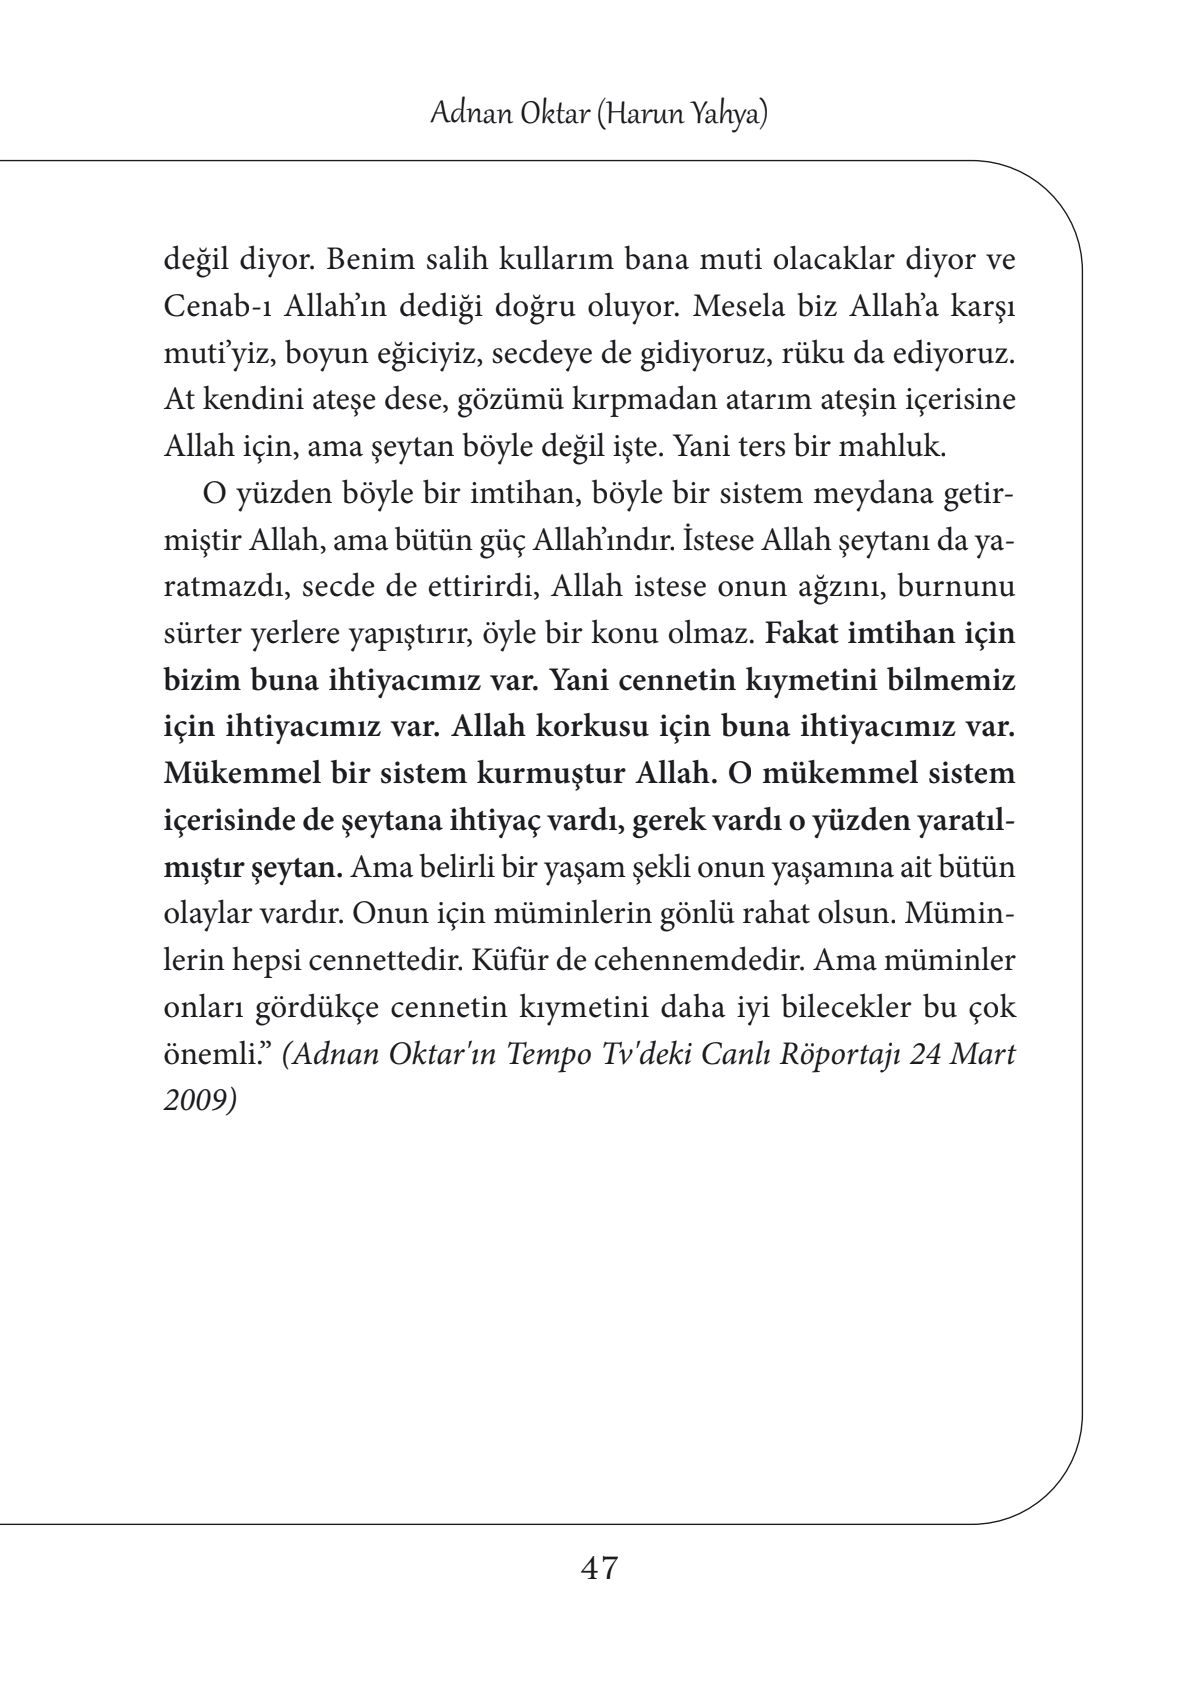 Adnan Oktar (Harun Yahya)
değil diyor. Benim salih kullarım bana muti olacaklar diyor ve
Cenab-ı Allah’ın dediği doğru oluyor. Mesela biz Allah’a karşı
muti’yiz, boyun eğiciyiz, secdeye de gidiyoruz, rüku da ediyoruz.
At kendini ateşe dese, gözümü kırpmadan atarım ateşin içerisine
Allah için, ama şeytan böyle değil işte. Yani ters bir mahluk.
O yüzden böyle bir imtihan, böyle bir sistem meydana getir-
miştir Allah, ama bütün güç Allah’ındır. İstese Allah şeytanı da ya-
ratmazdı, secde de ettirirdi, Allah istese onun ağzını, burnunu
sürter yerlere yapıştırır, öyle bir konu olmaz. Fakat imtihan için
bizim buna ihtiyacımız var. Yani cennetin kıymetini bilmemiz
için ihtiyacımız var. Allah korkusu için buna ihtiyacımız var.
Mükemmel bir sistem kurmuştur Allah. O mükemmel sistem
içerisinde de şeytana ihtiyaç vardı, gerek vardı o yüzden yaratıl-
mıştır şeytan. Ama belirli bir yaşam şekli onun yaşamına ait bütün
olaylar vardır. Onun için müminlerin gönlü rahat olsun. Mümin-
lerin hepsi cennettedir. Küfür de cehennemdedir. Ama müminler
onları gördükçe cennetin kıymetini daha iyi bilecekler bu çok
önemli.” (Adnan Oktar'ın Tempo Tv'deki Canlı Röportajı 24 Mart
2009)
47